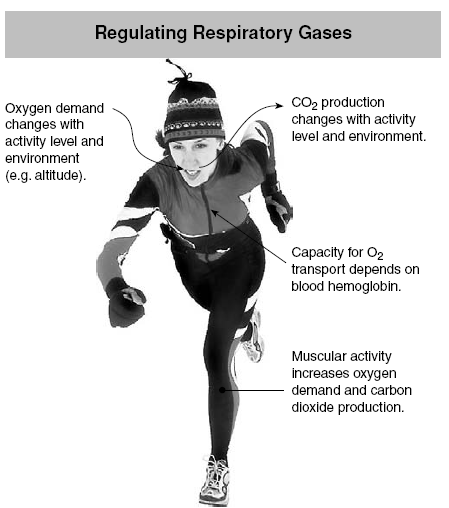 Regulating Respiratory Gases
Oxygen demand
changes with
activity level and
environment
(e.g. altitude).
CO₂ production
changes with activity
level and environment.
Capacity for O₂
transport depends on
blood hemoglobin.
Muscular activity
increases oxygen
demand and carbon
dioxide production.